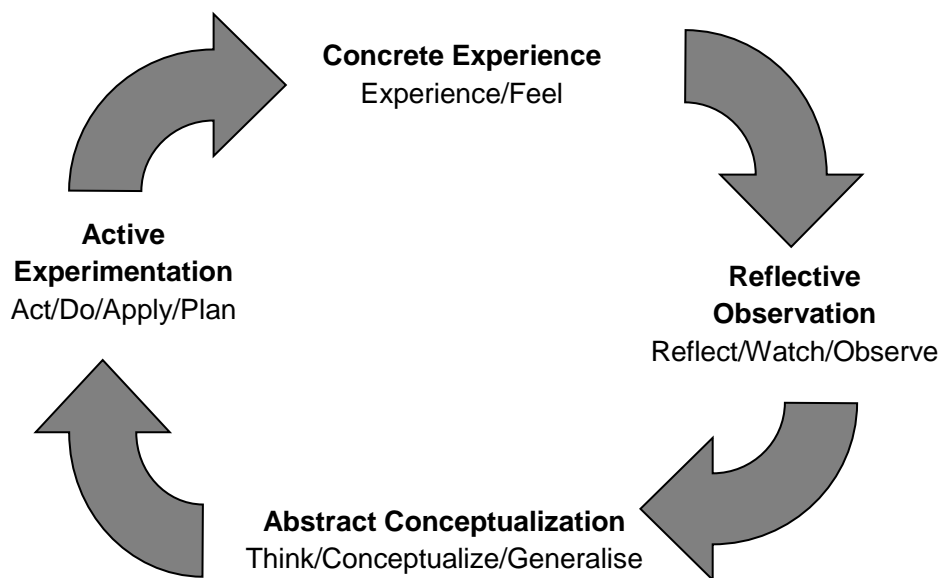 Concrete Experience
Experience/Feel
Reflective
Observation
Reflect/Watch/Observe
Abstract Conceptualization
Think/Conceptualize/Generalise
Active
Experimentation
Act/Do/Apply/Plan